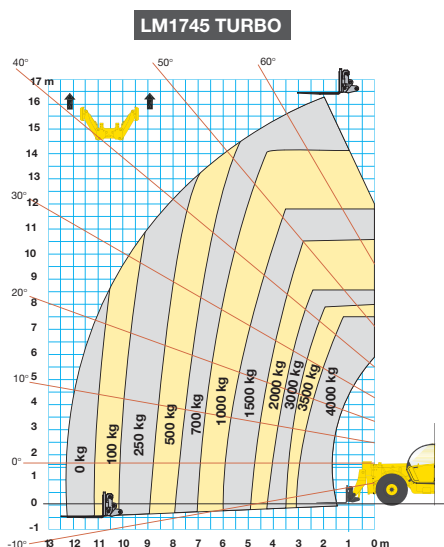 LM1745 TURBO
40°
50°
60°
17 m
16
15
14
13
30°
12
11
10
9
20°
8
7
6
5
10°
4
3
2
0°
1
0
-1
-10°
0 kg
100 kg
250 kg
500 kg
700 kg
1000 kg
1500 kg
2000 kg
3000 kg
3500 kg
4000 kg
13 12 11 10 9 8 7 6 5 4 3 2 1 0 m